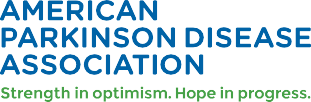 AMERICAN
PARKINSON DISEASE
ASSOCIATION
Strength in optimism. Hope in progress.